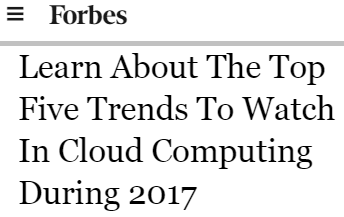 Forbes
Learn About The Top
Five Trends To Watch
In Cloud Computing
During 2017